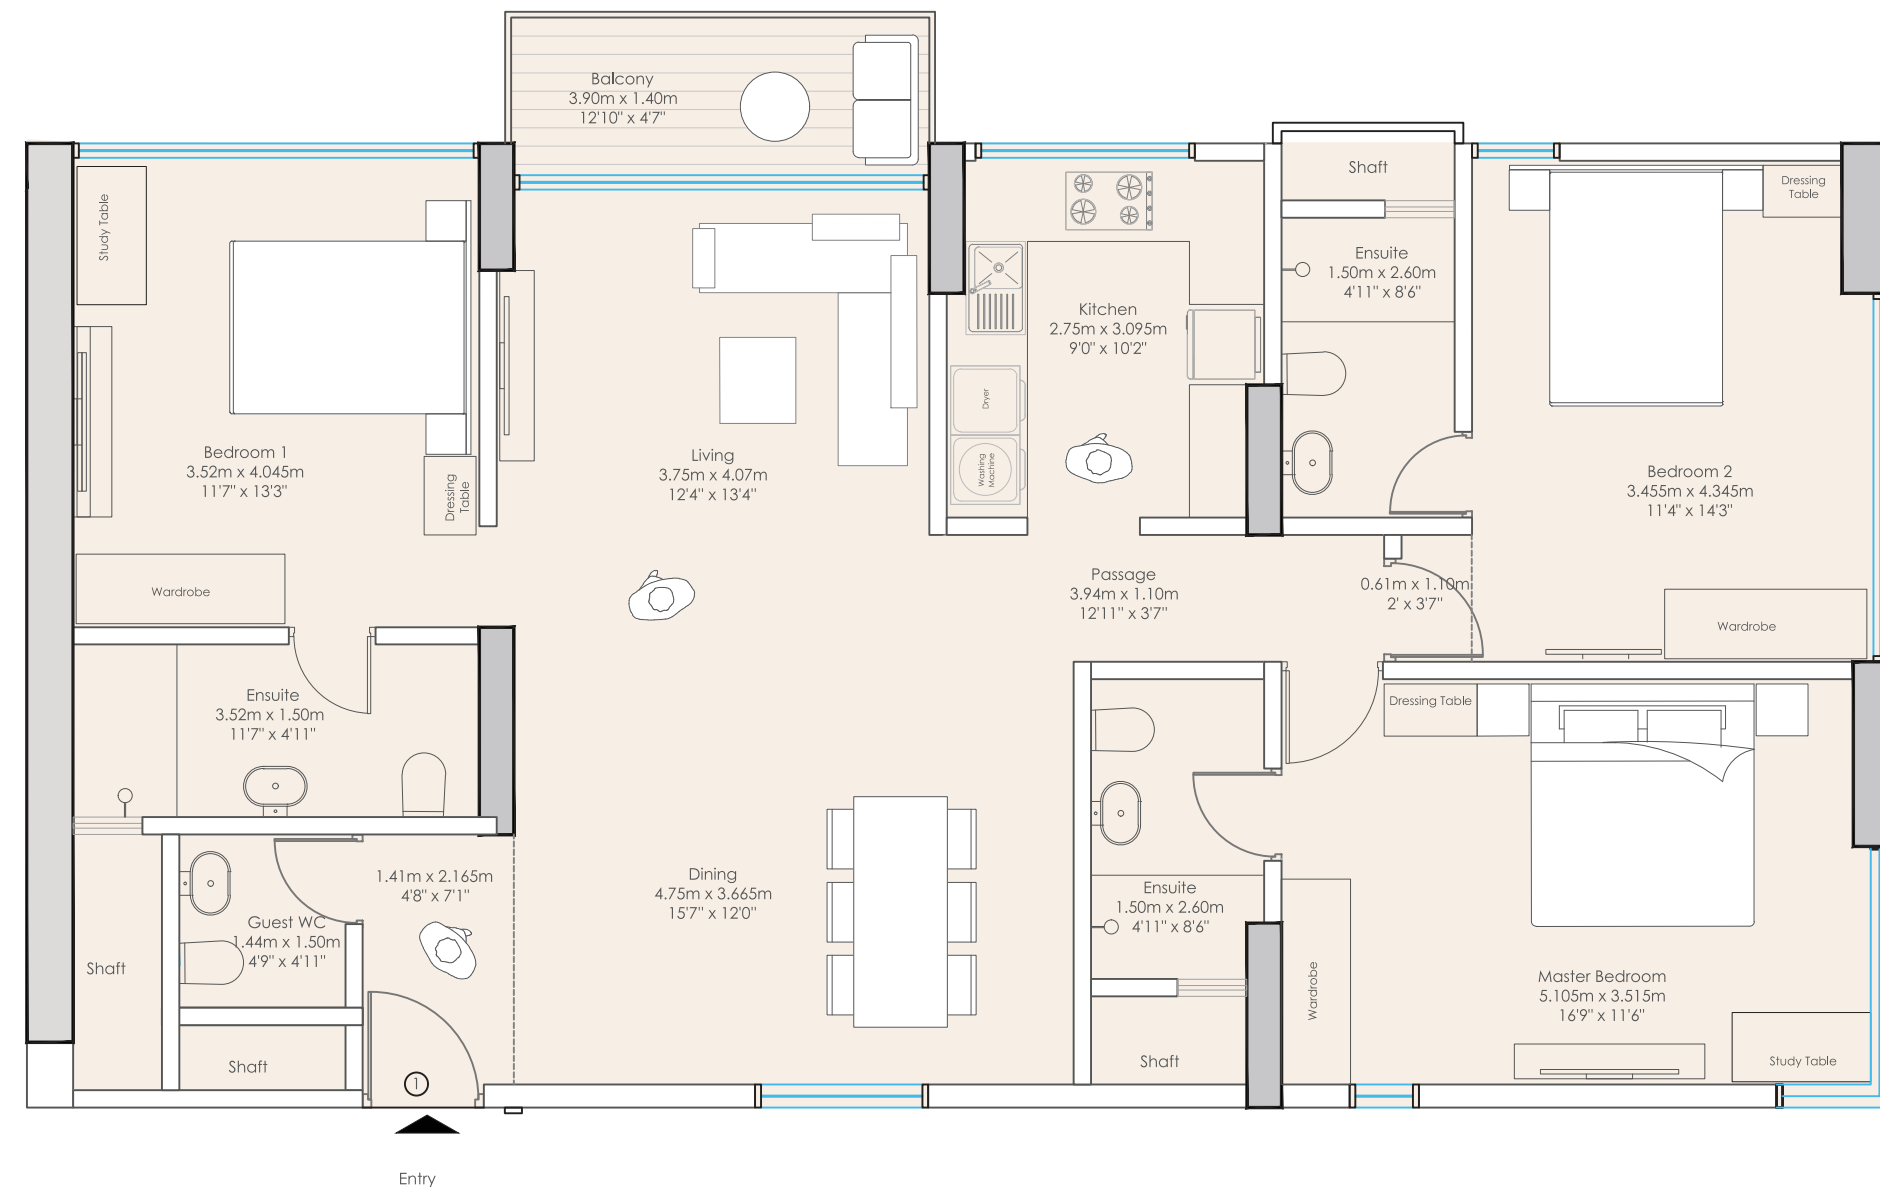 Balcony
3.90m x 1.40m
12'10" x 4'7"
Shaft
Dressing
Table
Study Table
Ensuite
1.50m x 2.60m
4'11" x 8'6"
Kitchen
2.75m x 3.095m
9'0" x 10'2"
Dryer
Washing
Machine
Bedroom 1
3.52m x 4.045m
11'7" x 13'3"
Dressing
Table
Living
3.75m x 4.07m
12'4" x 13'4"
Bedroom 2
3.455m x 4.345m
11'4" x 14'3"
Wardrobe
Passage
3.94m x 1.10m
12'11" x 3'7"
0.61m x 1.10m
2' x 3'7"
Wardrobe
Ensuite
3.52m x 1.50m
11'7" x 4'11"
Dressing Table
1.41m x 2.165m
4'8" x 7'1"
Dining
4.75m x 3.665m
15'7" x 12'0"
Ensuite
1.50m x 2.60m
4'11" x 8'6"
Guest WC
1.44m x 1.50m
4'9" x 4'11"
Shaft
Wardrobe
Master Bedroom
5.105m x 3.515m
16'9" x 11'6"
Shaft
Shaft
Study Table
1
Entry